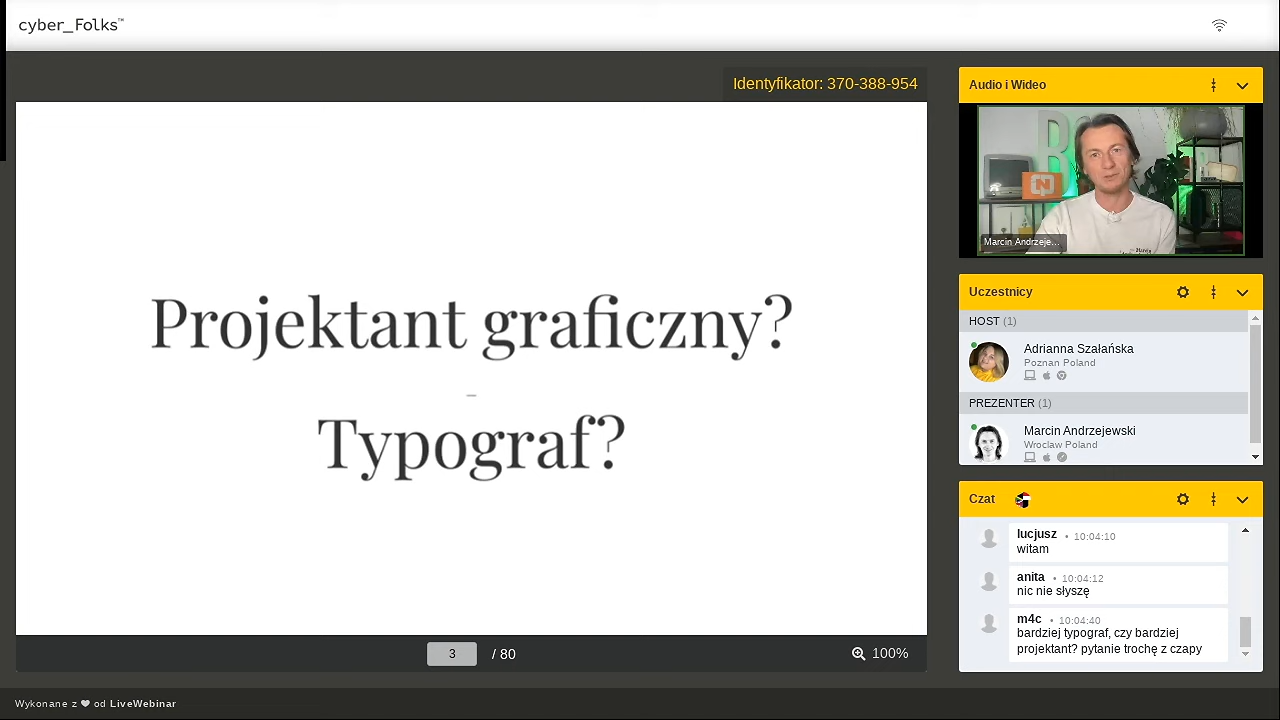 cyber_Folks™
Identyfikator: 370-388-954
Projektant graficzny?
–
Typograf?
3 / 80
100%
Audio i Wideo
Marcin Andrzeje...
Uczestnicy
HOST (1)
Adrianna Szałańska
Poznan Poland
PREZENTER (1)
Marcin Andrzejewski
Wroclaw Poland
Czat
lucjusz • 10:04:10
witam
anita • 10:04:12
nic nie słyszę
m4c • 10:04:40
bardziej typograf, czy bardziej
projektant? pytanie trochę z czapy
Wykonane z ❤ od LiveWebinar